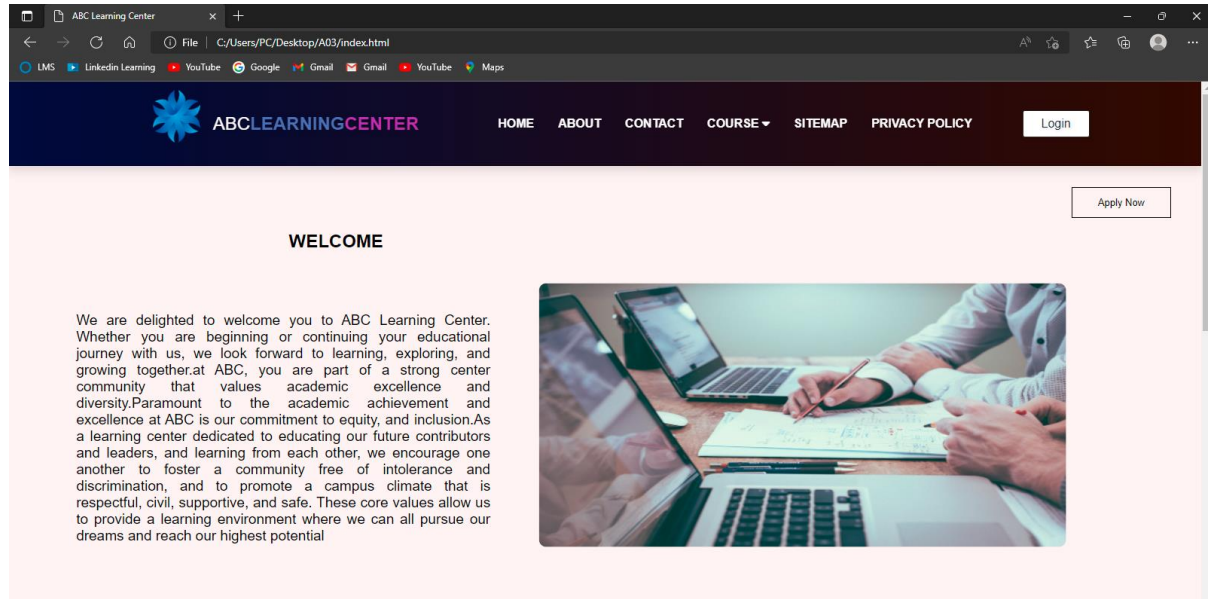 ABC Learning Center
File
C:/Users/PC/Desktop/A03/index.html
LMS Linkedin Learning YouTube Google Gmail Gmail YouTube Maps
ABCLEARNINGCENTER HOME ABOUT CONTACT COURSE SITEMAP PRIVACY POLICY Login
Apply Now
WELCOME
We are delighted to welcome you to ABC Learning Center.
Whether you are beginning or continuing your educational
journey with us, we look forward to learning, exploring, and
growing together.at ABC, you are part of a strong center
community that values academic excellence and
diversity.Paramount to the academic achievement and
excellence at ABC is our commitment to equity, and inclusion.As
a learning center dedicated to educating our future contributors
and leaders, and learning from each other, we encourage one
another to foster a community free of intolerance and
discrimination, and to promote a campus climate that is
respectful, civil, supportive, and safe. These core values allow us
to provide a learning environment where we can all pursue our
dreams and reach our highest potential